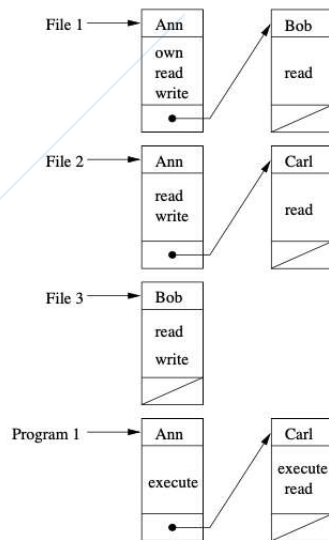 File 1
Ann
own
read
write
Bob
read
File 2
Ann
read
write
Carl
read
File 3
Bob
read
write
Program 1
Ann
execute
Carl
execute
read